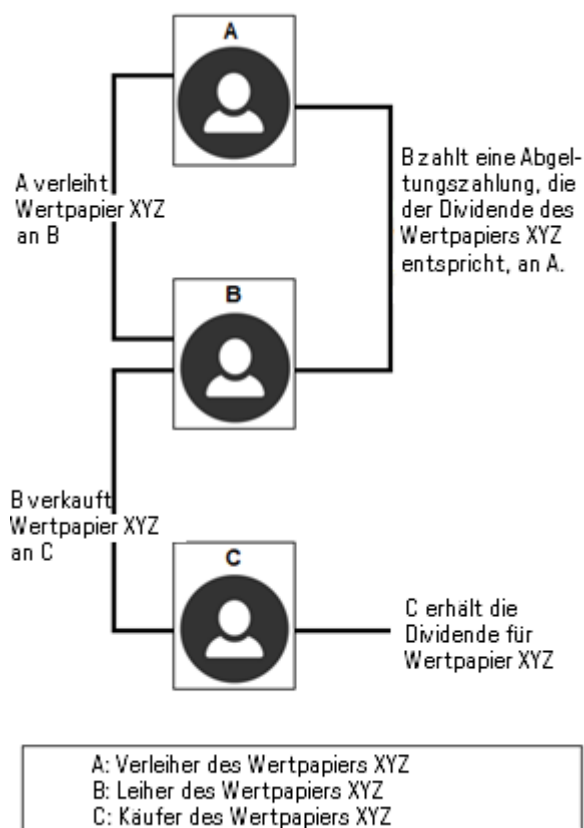 A
A verleiht
Wertpapier XYZ
an B
B zahlt eine Abgel-
tungszahlung, die
der Dividende des
Wertpapiers XYZ
entspricht, an A.
B
B verkauft
Wertpapier XYZ
an C
C
C erhält die
Dividende für
Wertpapier XYZ
A: Verleiher des Wertpapiers XYZ
B: Leiher des Wertpapiers XYZ
C: Käufer des Wertpapiers XYZ